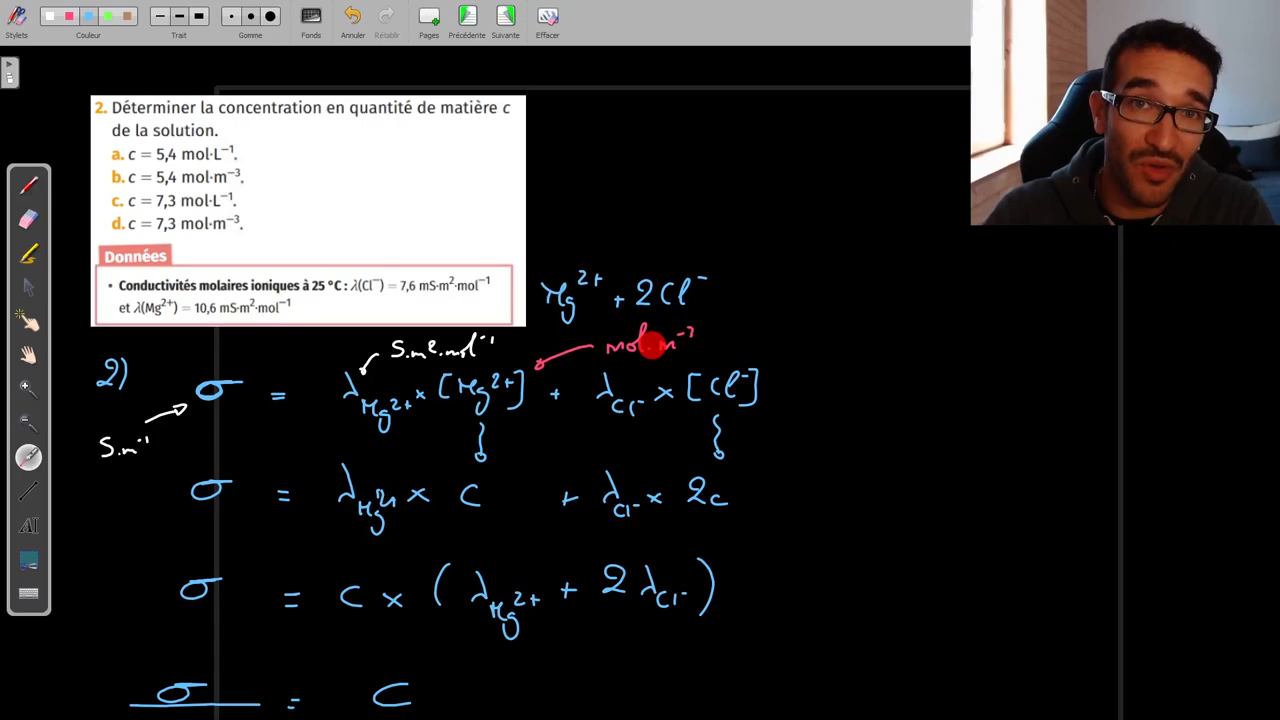 Stylets Couleur Trait Gomme Fonds Annuler Rétablir Pages Précédente Suivante Effacer
2. Déterminer la concentration en quantité de matière c
de la solution.
a. c = 5,4 mol·L⁻¹.
b. c = 5,4 mol·m⁻³.
c. c = 7,3 mol·L⁻¹.
d. c = 7,3 mol·m⁻³.
Données
• Conductivités molaires ioniques à 25 °C : λ(Cl⁻) = 7,6 mS·m²·mol⁻¹
et λ(Mg²⁺) = 10,6 mS·m²·mol⁻¹
Mg²⁺ + 2Cl⁻
S.m².mol⁻¹
mol.m⁻³
2) σ = λMg²⁺ × [Mg²⁺] + λCl⁻ × [Cl⁻]
S.m⁻¹
σ = λMg²⁺ × c + λCl⁻ × 2c
σ = c × (λMg²⁺ + 2λCl⁻)
σ = c
AI